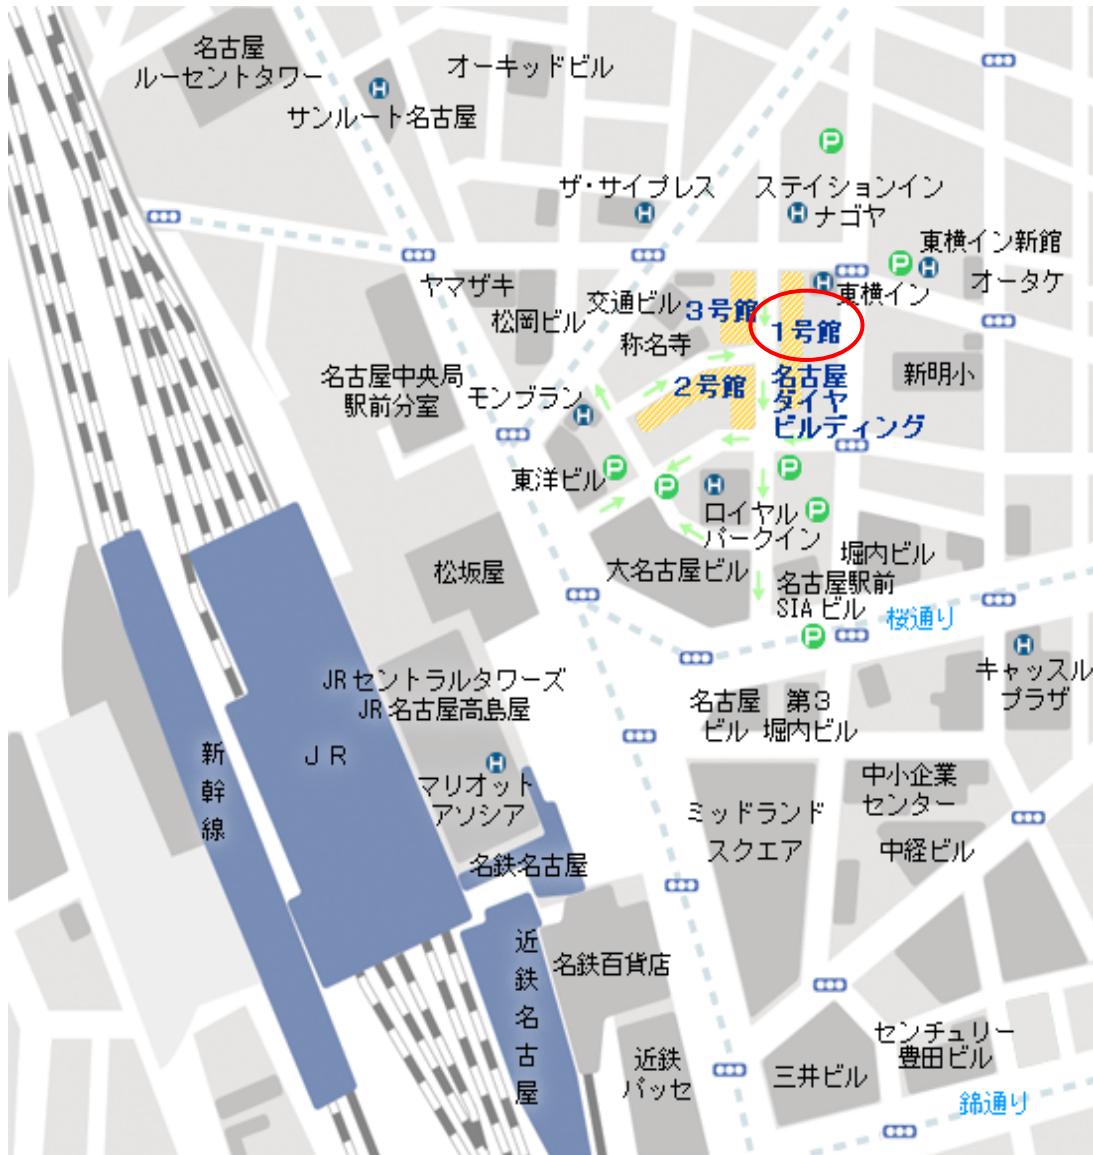 名古屋
ルーセントタワー
オーキッドビル
サンルート名古屋
H
P
ザ・サイプレス
H
ステイションイン
H ナゴヤ
東横イン新館
P H
オータケ
H
東横イン
ヤマザキ
松岡ビル
交通ビル
3号館
1号館
称名寺
名古屋中央局
駅前分室
モンブラン
H
2号館
名古屋
ダイヤ
ビルディング
新明小
東洋ビル
P
P
H
P
ロイヤル
パークイン
P
松坂屋
大名古屋ビル
堀内ビル
名古屋駅前
SIAビル
桜通り
P
H
キャッスル
プラザ
JRセントラルタワーズ
JR名古屋高島屋
名古屋
ビル
第3
堀内ビル
新幹線
JR
H
マリオット
アソシア
ミッドランド
スクエア
中小企業
センター
中経ビル
名鉄名古屋
近鉄名古屋
名鉄百貨店
近鉄
パッセ
三井ビル
センチュリー
豊田ビル
錦通り